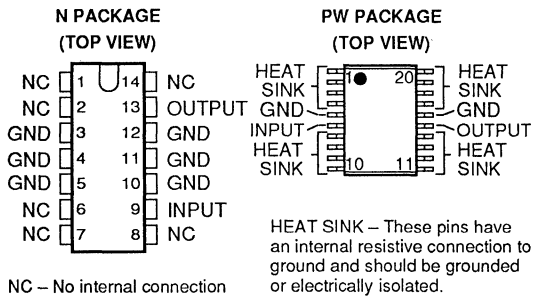 N PACKAGE
(TOP VIEW)
NC 1 14 NC
NC 2 13 OUTPUT
GND 3 12 GND
GND 4 11 GND
GND 5 10 GND
NC 6 9 INPUT
NC 7 8 NC
NC – No internal connection
PW PACKAGE
(TOP VIEW)
HEAT SINK 1 20 HEAT SINK
GND GND
INPUT OUTPUT
HEAT SINK 10 11 HEAT SINK
HEAT SINK – These pins have
an internal resistive connection to
ground and should be grounded
or electrically isolated.